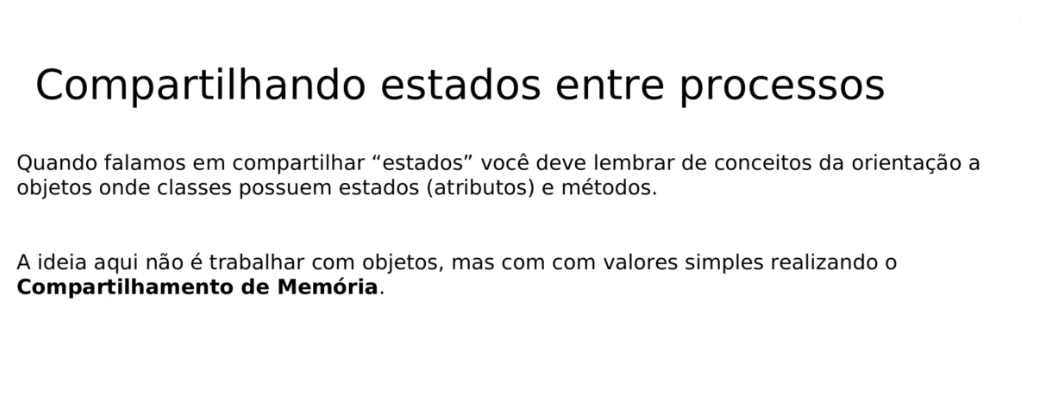 Compartilhando estados entre processos
Quando falamos em compartilhar “estados” você deve lembrar de conceitos da orientação a
objetos onde classes possuem estados (atributos) e métodos.
A ideia aqui não é trabalhar com objetos, mas com com valores simples realizando o
Compartilhamento de Memória.